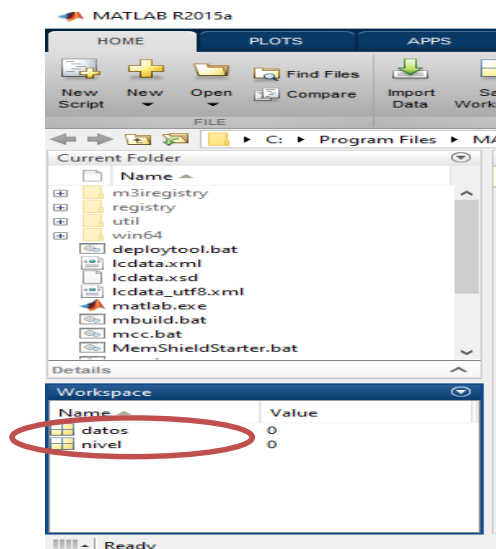 MATLAB R2015a
HOME PLOTS APPS
New Script New Open Find Files Compare Import Data
FILE
C: Program Files
Current Folder
Name
m3iregistry
registry
util
win64
deploytool.bat
lcdata.xml
lcdata.xsd
lcdata_utf8.xml
matlab.exe
mbuild.bat
mcc.bat
MemShieldStarter.bat
Details
Workspace
Name Value
datos 0
nivel 0
Ready